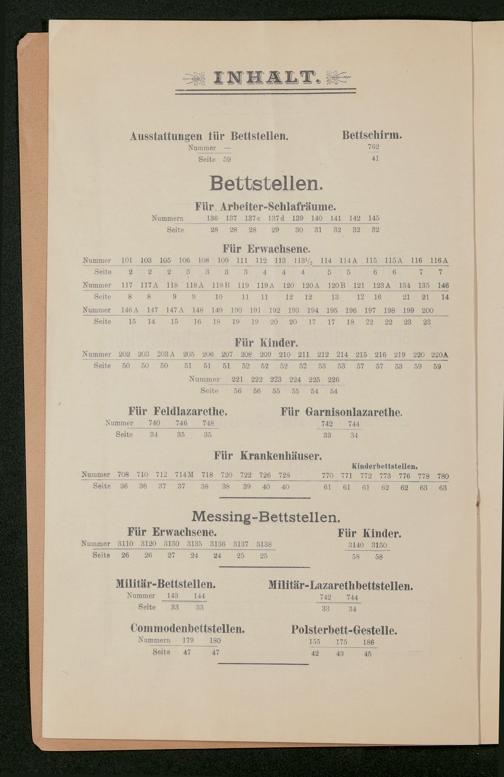 INHALT.
Ausstattungen für Bettstellen. Bettschirm.
Nummer — 762
Seite 59 41
Bettstellen.
Für Arbeiter-Schlafräume.
Nummern 136 137 137c 137d 139 140 141 142 145
Seite 28 28 28 29 30 31 32 32 32
Für Erwachsene.
Nummer 101 103 105 106 108 109 111 112 113 113½ 114 114A 115 115A 116 116A
Seite 2 2 2 3 3 3 3 4 4 4 5 5 6 6 7 7
Nummer 117 117A 118 118A 118B 119 119A 120 120A 120B 121 123A 134 135 146
Seite 8 8 9 9 10 11 11 12 12 13 12 16 21 21 14
Nummer 146A 147 147A 148 149 190 191 192 193 194 195 196 197 198 199 200
Seite 15 14 15 16 18 19 19 20 20 17 17 18 22 22 23 23
Für Kinder.
Nummer 202 203 203A 205 206 207 208 209 210 211 212 214 215 216 219 220 220A
Seite 50 50 50 51 51 51 52 52 52 52 53 53 57 57 53 59 59
Nummer 221 222 223 224 225 226
Seite 56 56 55 55 54 54
Für Feldlazarethe. Für Garnisonlazarethe.
Nummer 740 746 748 742 744
Seite 34 35 35 33 34
Für Krankenhäuser.
Kinderbettstellen.
Nummer 708 710 712 714M 718 720 722 726 728 770 771 772 773 776 778 780
Seite 36 36 37 37 38 38 39 40 40 61 61 61 62 62 63 63
Messing-Bettstellen.
Für Erwachsene. Für Kinder.
Nummer 3110 3120 3130 3135 3136 3137 3138 3140 3150
Seite 26 26 27 24 24 25 25 58 58
Militär-Bettstellen. Militär-Lazarethbettstellen.
Nummer 143 144 742 744
Seite 33 33 33 34
Commodenbettstellen. Polsterbett-Gestelle.
Nummern 179 180 155 175 186
Seite 47 47 42 43 45